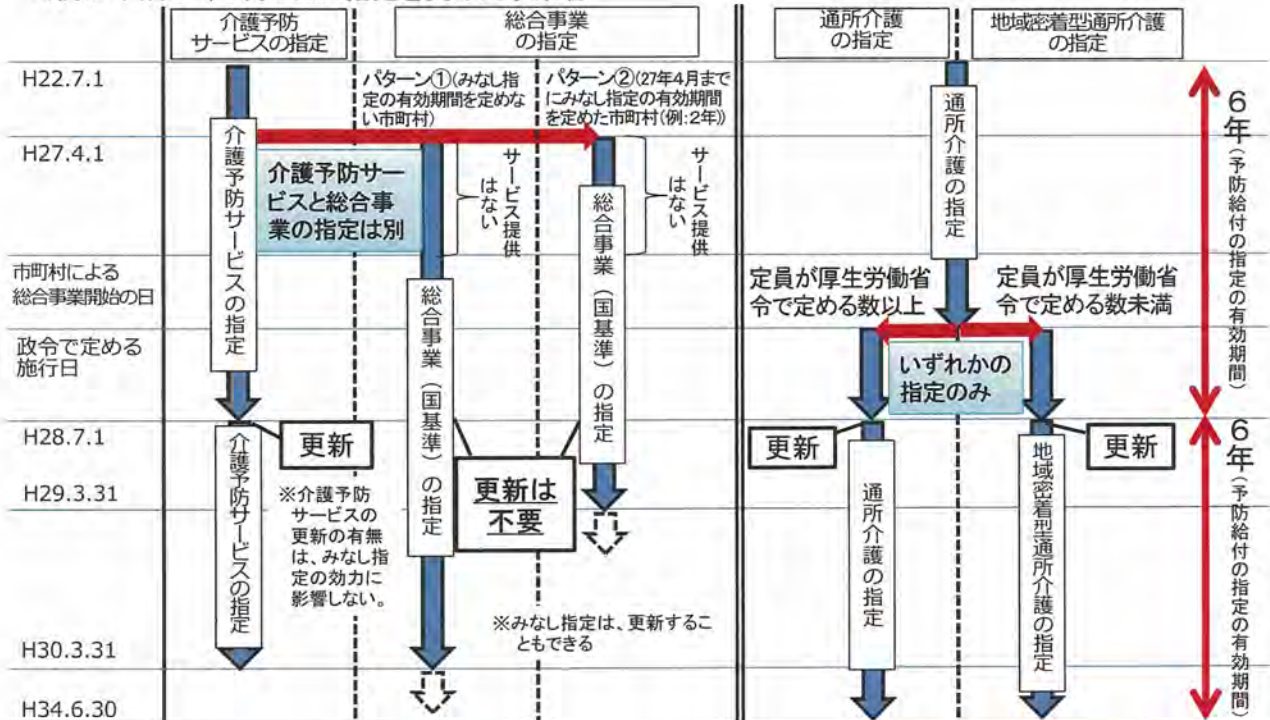 介護予防
サービスの指定
総合事業
の指定
通所介護
の指定
地域密着型通所介護
の指定
H22.7.1
H27.4.1
市町村による
総合事業開始の日
政令で定める
施行日
H28.7.1
H29.3.31
H30.3.31
H34.6.30
パターン①(みなし指
定の有効期間を定めな
い市町村)
パターン②(27年4月まで
にみなし指定の有効期間
を定めた市町村(例:2年))
介護予防サービスの指定
介護予防サー
ビスと総合事
業の指定は別
サービス提供
はない
サービス提供
はない
総合事業(国基準)の指定
総合事業(国基準)の指定
更新
介護予防サービスの指定
※介護予防
サービスの
更新の有無
は、みなし指
定の効力に
影響しない。
更新は
不要
※みなし指定は、更新するこ
ともできる
通所介護の指定
定員が厚生労働省
令で定める数以上
定員が厚生労働省
令で定める数未満
いずれかの
指定のみ
更新
更新
通所介護の指定
地域密着型通所介護の指定
6年(予防給付の指定の有効期間)
6年(予防給付の指定の有効期間)